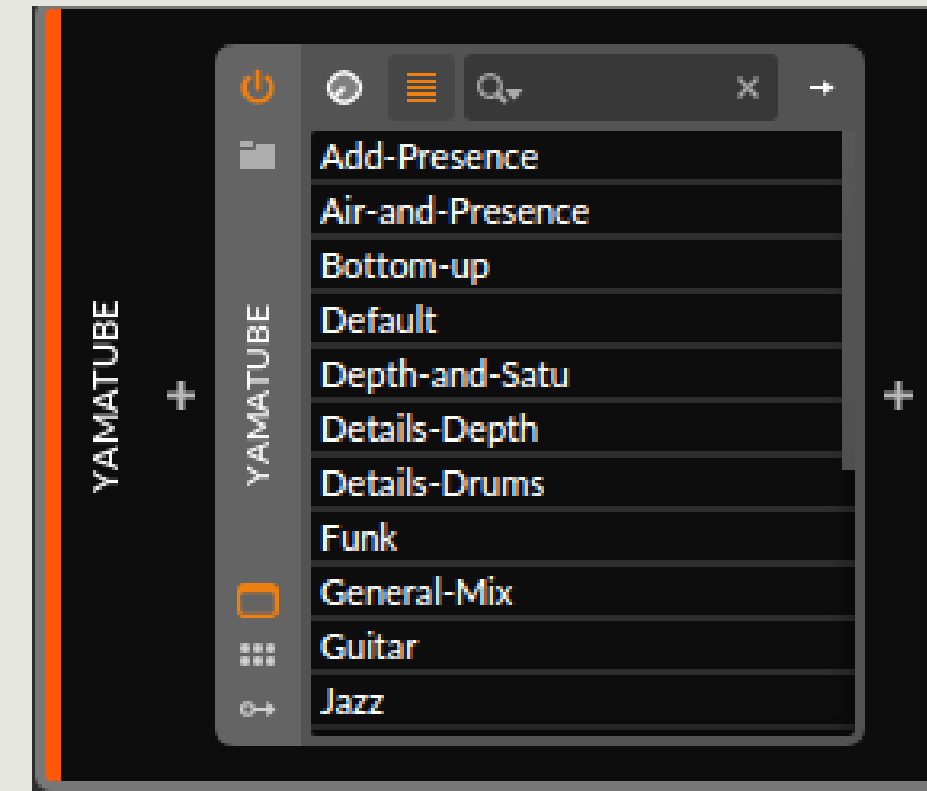 YAMATUBE
YAMATUBE
Add-Presence
Air-and-Presence
Bottom-up
Default
Depth-and-Satu
Details-Depth
Details-Drums
Funk
General-Mix
Guitar
Jazz